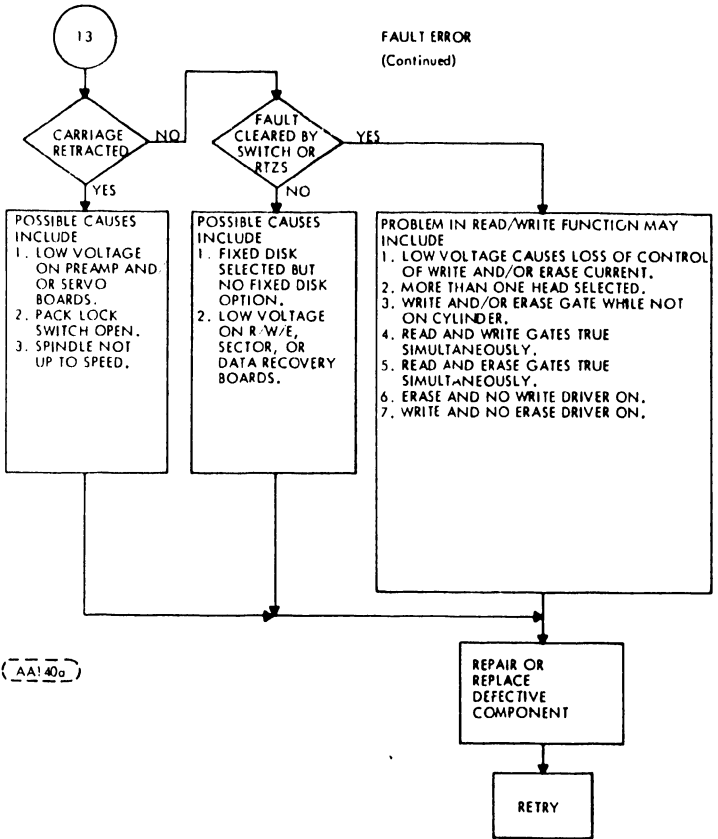 13
FAULT ERROR
(Continued)
CARRIAGE
RETRACTED
NO
YES
FAULT
CLEARED BY
SWITCH OR
RTZS
YES
NO
POSSIBLE CAUSES
INCLUDE
1. LOW VOLTAGE
ON PREAMP AND/
OR SERVO
BOARDS.
2. PACK LOCK
SWITCH OPEN.
3. SPINDLE NOT
UP TO SPEED.
POSSIBLE CAUSES
INCLUDE
1. FIXED DISK
SELECTED BUT
NO FIXED DISK
OPTION.
2. LOW VOLTAGE
ON R/W/E,
SECTOR, OR
DATA RECOVERY
BOARDS.
PROBLEM IN READ/WRITE FUNCTION MAY
INCLUDE
1. LOW VOLTAGE CAUSES LOSS OF CONTROL
OF WRITE AND/OR ERASE CURRENT.
2. MORE THAN ONE HEAD SELECTED.
3. WRITE AND/OR ERASE GATE WHILE NOT
ON CYLINDER.
4. READ AND WRITE GATES TRUE
SIMULTANEOUSLY.
5. READ AND ERASE GATES TRUE
SIMULTANEOUSLY.
6. ERASE AND NO WRITE DRIVER ON.
7. WRITE AND NO ERASE DRIVER ON.
AA140a
REPAIR OR
REPLACE
DEFECTIVE
COMPONENT
RETRY